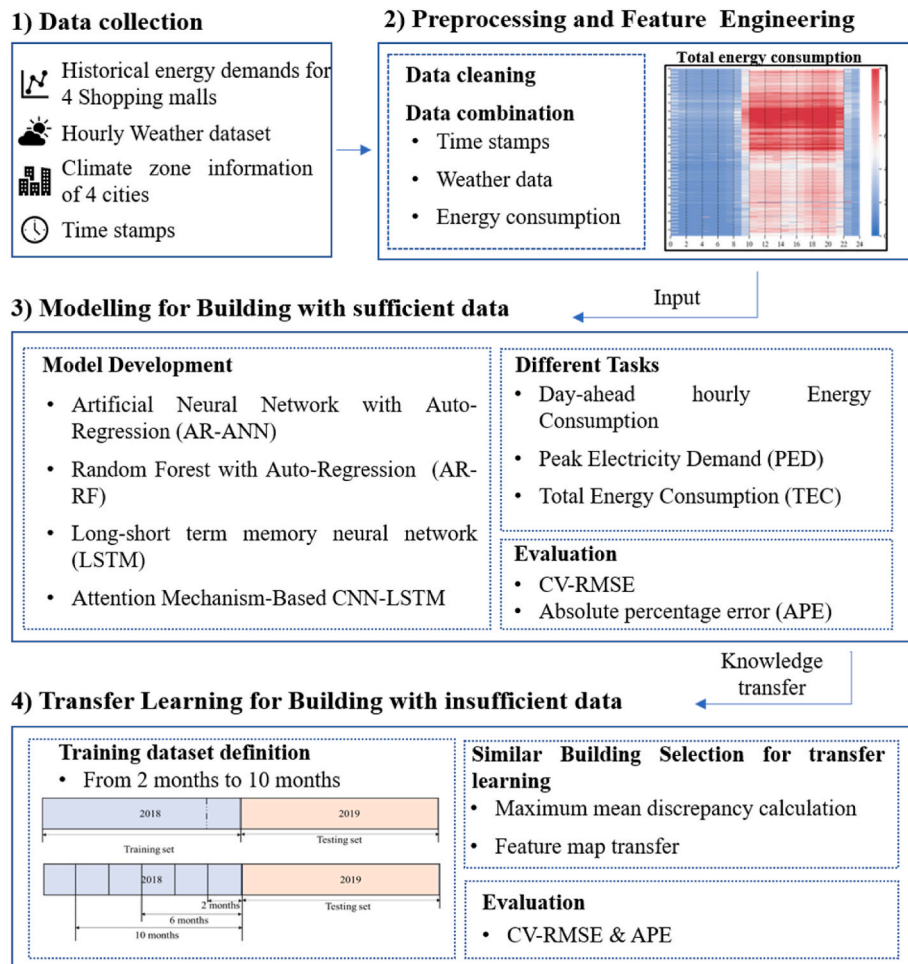 1) Data collection
Historical energy demands for
4 Shopping malls
Hourly Weather dataset
Climate zone information
of 4 cities
Time stamps
2) Preprocessing and Feature Engineering
Data cleaning
Data combination
• Time stamps
• Weather data
• Energy consumption
Total energy consumption
0 2 4 6 8 10 12 14 16 18 20 22 24
Input
3) Modelling for Building with sufficient data
Model Development
• Artificial Neural Network with Auto-
Regression (AR-ANN)
• Random Forest with Auto-Regression (AR-
RF)
• Long-short term memory neural network
(LSTM)
• Attention Mechanism-Based CNN-LSTM
Different Tasks
• Day-ahead hourly Energy
Consumption
• Peak Electricity Demand (PED)
• Total Energy Consumption (TEC)
Evaluation
• CV-RMSE
• Absolute percentage error (APE)
Knowledge
transfer
4) Transfer Learning for Building with insufficient data
Training dataset definition
• From 2 months to 10 months
2018 2019
Training set Testing set
2018 2019
2 months Testing set
6 months
10 months
Similar Building Selection for transfer
learning
• Maximum mean discrepancy calculation
• Feature map transfer
Evaluation
• CV-RMSE & APE